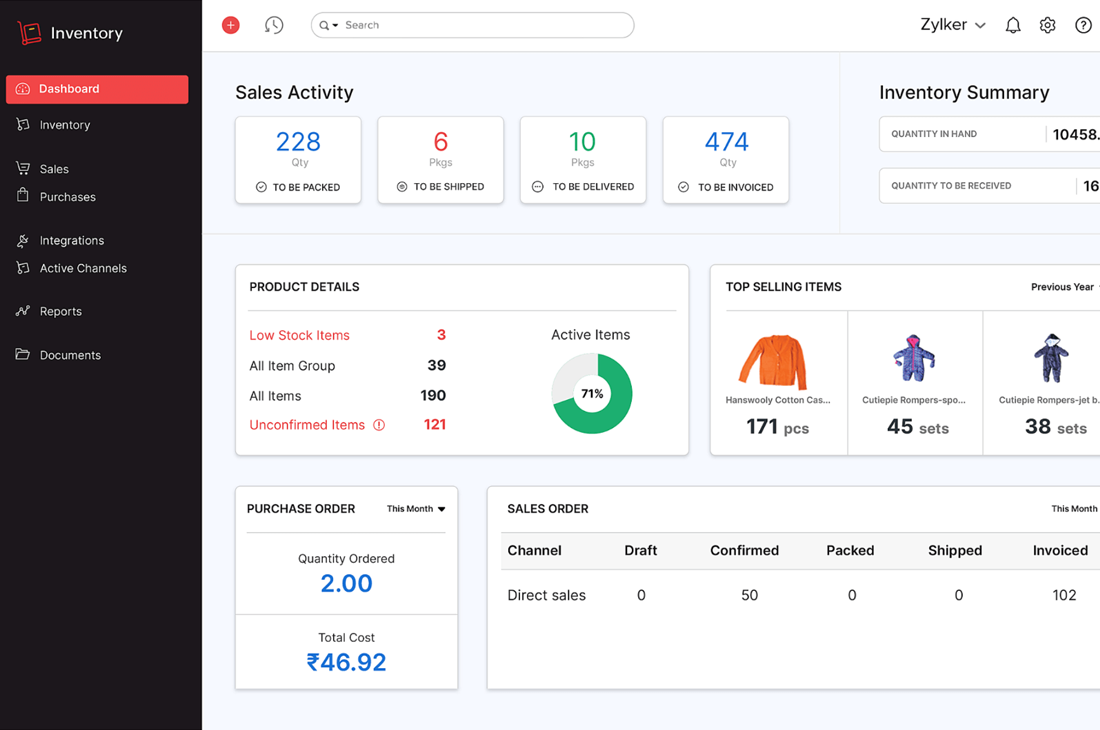 Inventory
Dashboard
Inventory
Sales
Purchases
Integrations
Active Channels
Reports
Documents
Search
Zylker
Sales Activity
228
Qty
TO BE PACKED
6
Pkgs
TO BE SHIPPED
10
Pkgs
TO BE DELIVERED
474
Qty
TO BE INVOICED
Inventory Summary
QUANTITY IN HAND 10458.
QUANTITY TO BE RECEIVED 16
PRODUCT DETAILS
Low Stock Items 3
All Item Group 39
All Items 190
Unconfirmed Items 121
Active Items
71%
TOP SELLING ITEMS Previous Year
Hanswooly Cotton Cas...
171 pcs
Cutiepie Rompers-spo...
45 sets
Cutiepie Rompers-jet b..
38 sets
PURCHASE ORDER This Month
Quantity Ordered
2.00
Total Cost
₹46.92
SALES ORDER This Month
Channel Draft Confirmed Packed Shipped Invoiced
Direct sales 0 50 0 0 102